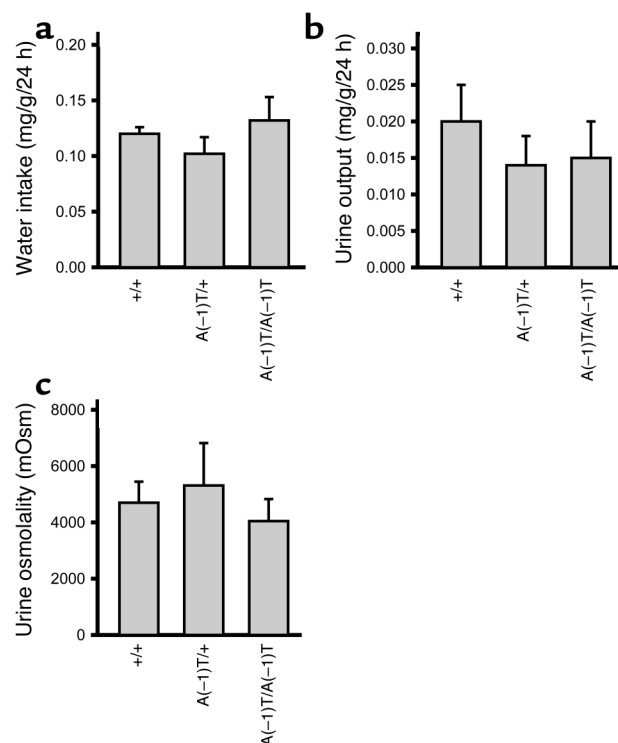 a
Water intake (mg/g/24 h)
0.20
0.15
0.10
0.05
0.00
+/+
A(−1)T/+
A(−1)T/A(−1)T
b
Urine output (mg/g/24 h)
0.030
0.025
0.020
0.015
0.010
0.005
0.000
+/+
A(−1)T/+
A(−1)T/A(−1)T
c
Urine osmolality (mOsm)
8000
6000
4000
2000
0
+/+
A(−1)T/+
A(−1)T/A(−1)T